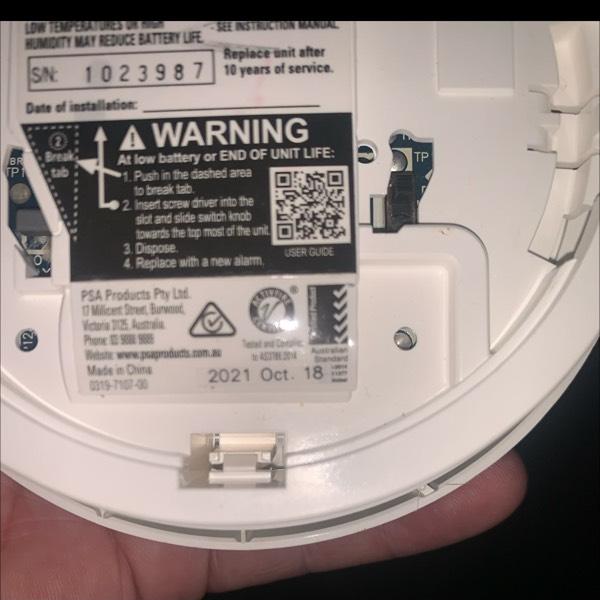 LOW TEMPERATURES OR HIGH
HUMIDITY MAY REDUCE BATTERY LIFE.
- SEE INSTRUCTION MANUAL
S/N: 1023987
Replace unit after
10 years of service.
Date of installation:
2
Break
tab
WARNING
At low battery or END OF UNIT LIFE:
1. Push in the dashed area
to break tab.
2. Insert screw driver into the
slot and slide switch knob
towards the top most of the unit.
3. Dispose.
4. Replace with a new alarm.
USER GUIDE
PSA Products Pty Ltd.
17 Millicent Street, Burwood,
Victoria 3125, Australia.
Phone: 03 9888 9889
Website: www.psaproducts.com.au
Made in China
0319-7107-00
Tested and Complies
to AS3786:2014
Australian
Standard
2021 Oct. 18
TP
TP1
BR